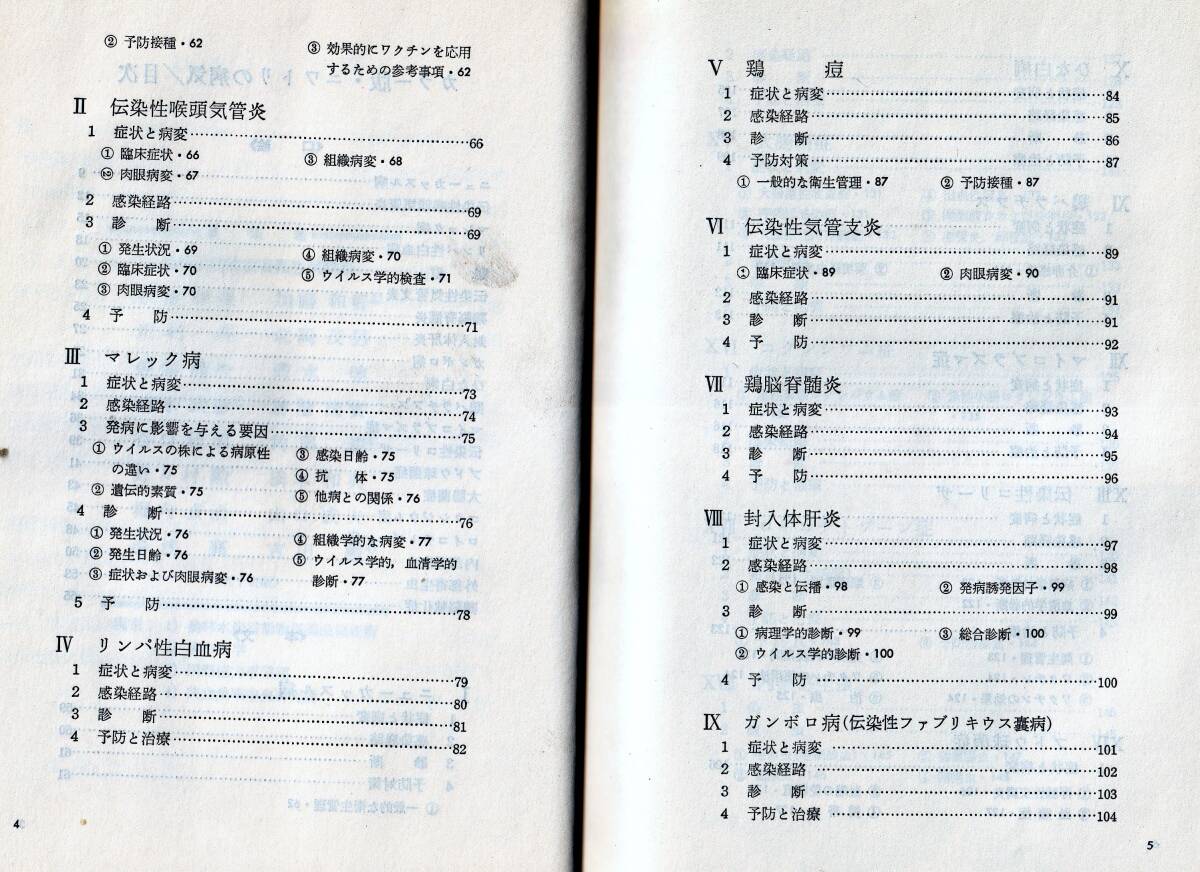 ② 予防接種・62
③ 効果的にワクチンを応用
するための参考事項・62
Ⅱ 伝染性喉頭気管炎
1 症状と病変……66
① 臨床症状・66
③ 組織病変・68
肉眼病変・67
2 感染経路……69
3 診 断……69
① 発生状況・69
④ 組織病変・70
② 臨床症状・70
⑤ ウイルス学的検査・71
③ 肉眼病変・70
4 予 防……71
Ⅲ マレック病
1 症状と病変……73
2 感染経路……74
3 発病に影響を与える要因……75
① ウイルスの株による病原性
の違い・75
③ 感染日齢・75
④ 抗 体・75
② 遺伝的素質・75
⑤ 他病との関係・76
4 診 断……76
① 発生状況・76
④ 組織学的な病変・77
② 発生日齢・76
⑤ ウイルス学的,血清学的
診断・77
③ 症状および肉眼病変・76
5 予 防……78
Ⅳ リンパ性白血病
1 症状と病変……79
2 感染経路……80
3 診 断……81
4 予防と治療……82
4
Ⅴ 鶏 痘
1 症状と病変……84
2 感染経路……85
3 診 断……86
4 予防対策……87
① 一般的な衛生管理・87
② 予防接種・87
Ⅵ 伝染性気管支炎
1 症状と病変……89
臨床症状・89
② 肉眼病変・90
2 感染経路……91
3 診 断……91
4 予 防……92
Ⅶ 鶏脳脊髄炎
1 症状と病変……93
2 感染経路……94
3 診 断……95
4 予 防……96
Ⅷ 封入体肝炎
1 症状と病変……97
2 感染経路……98
① 感染と伝播・98
② 発病誘発因子・99
3 診 断……99
① 病理学的診断・99
③ 総合診断・100
② ウイルス学的診断・100
4 予 防……100
Ⅸ ガンボロ病(伝染性ファブリキウス嚢病)
1 症状と病変……101
2 感染経路……102
3 診 断……103
4 予防と治療……104
5